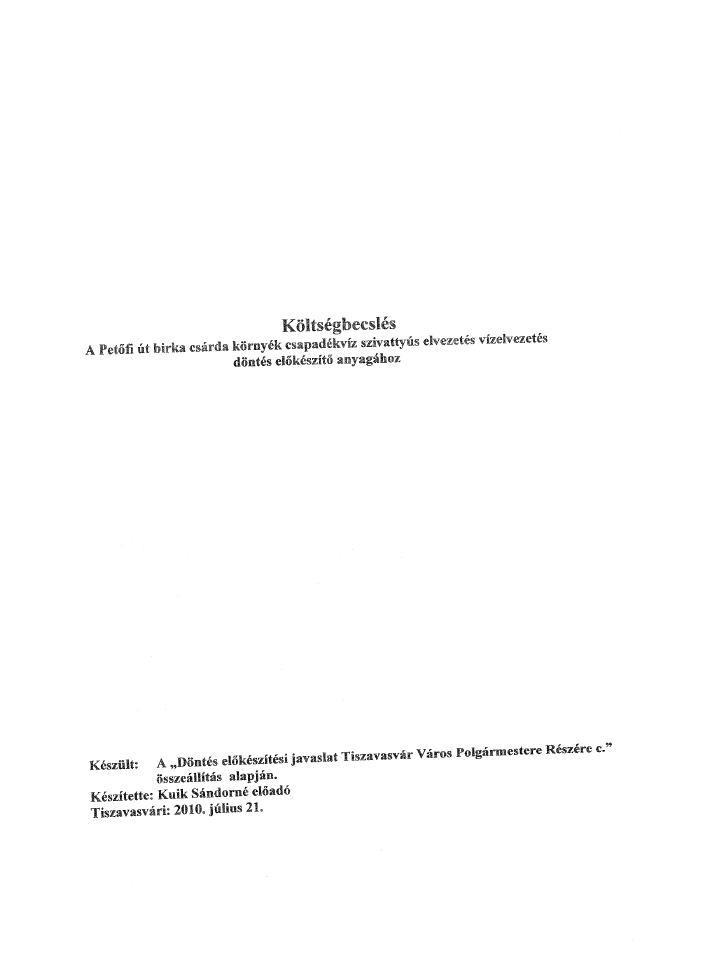 Költségbecslés
A Petőfi út birka csárda környék csapadékvíz szivattyús elvezetés vízelvezetés
döntés előkészítő anyagához
Készült: A „Döntés előkészítési javaslat Tiszavasvár Város Polgármestere Részére c.”
összeállítás alapján.
Készítette: Kuik Sándorné előadó
Tiszavasvári: 2010. július 21.